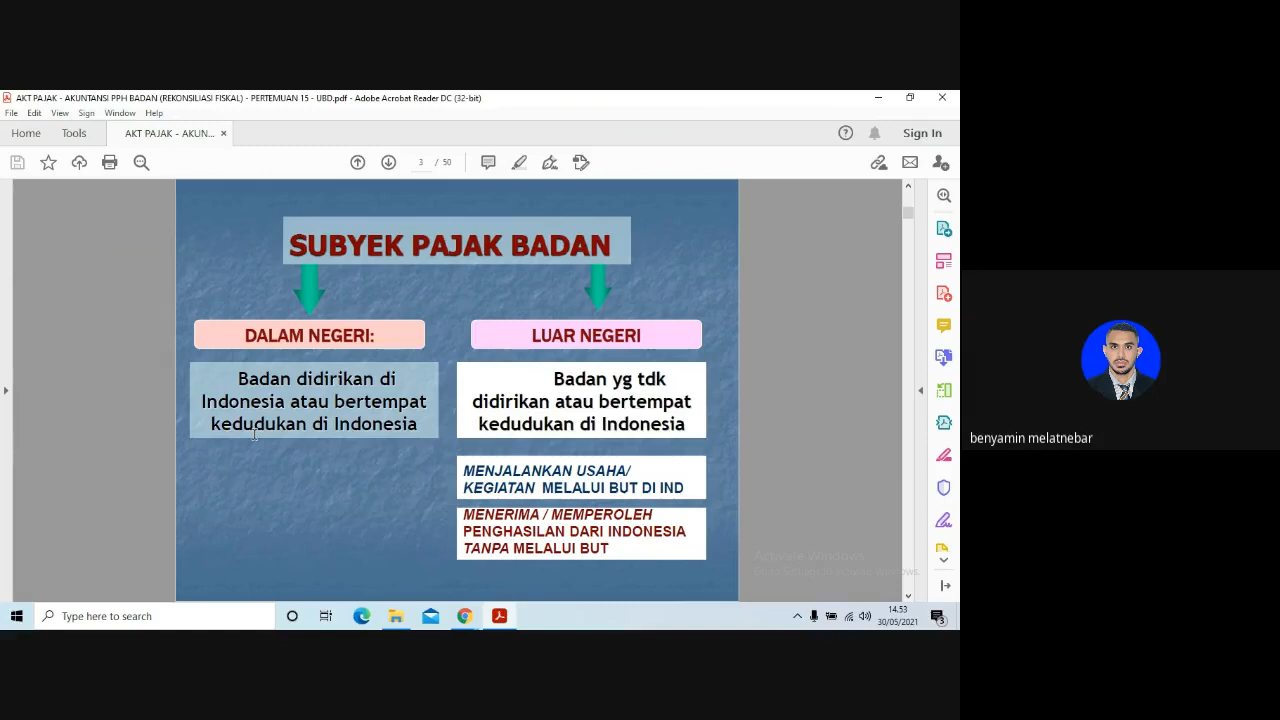 AKT PAJAK - AKUNTANSI PPH BADAN (REKONSILIASI FISKAL) - PERTEMUAN 15 - UBD.pdf - Adobe Acrobat Reader DC (32-bit)
File Edit View Sign Window Help
Home Tools AKT PAJAK - AKUN... × Sign In
3 / 50
SUBYEK PAJAK BADAN
DALAM NEGERI:
Badan didirikan di
Indonesia atau bertempat
kedudukan di Indonesia
LUAR NEGERI
Badan yg tdk
didirikan atau bertempat
kedudukan di Indonesia
MENJALANKAN USAHA/
KEGIATAN MELALUI BUT DI IND
MENERIMA / MEMPEROLEH
PENGHASILAN DARI INDONESIA
TANPA MELALUI BUT
benyamin melatnebar
Activate Windows
Type here to search
14.53
30/05/2021
3